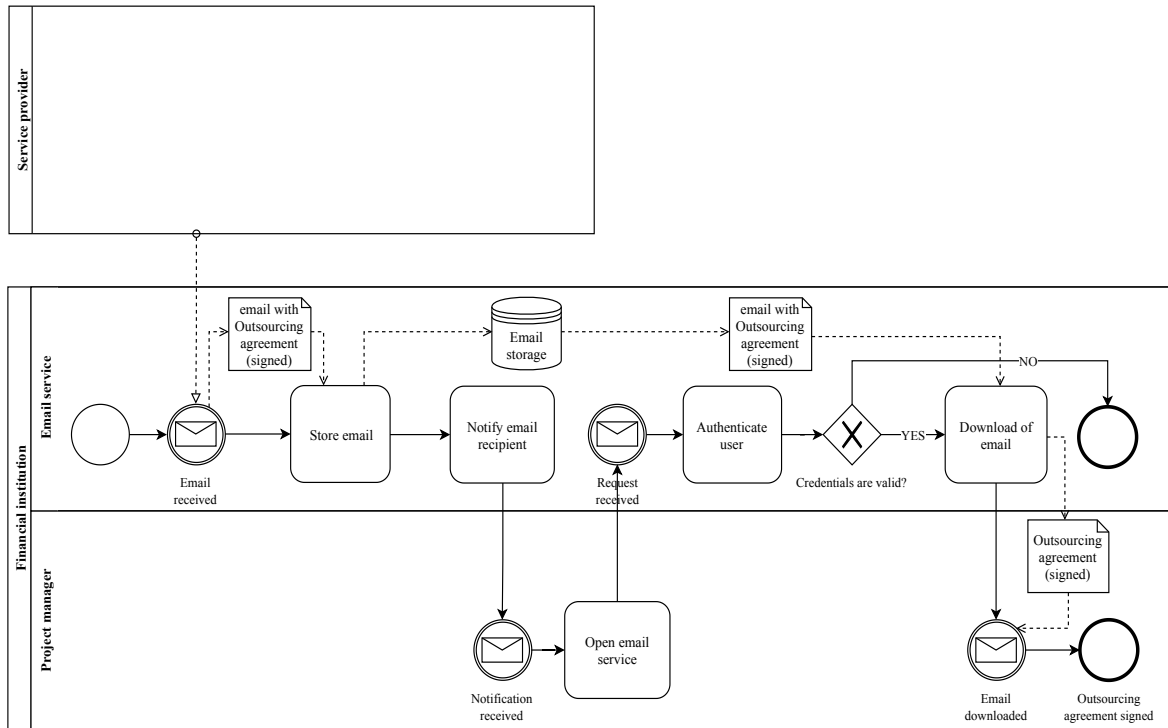 Service provider
Financial institution
Email service
email with
Outsourcing
agreement
(signed)
Email
storage
email with
Outsourcing
agreement
(signed)
NO
Store email
Notify email
recipient
Authenticate
user
YES
Download of
email
Email
received
Request
received
Credentials are valid?
Project manager
Outsourcing
agreement
(signed)
Open email
service
Notification
received
Email
downloaded
Outsourcing
agreement signed